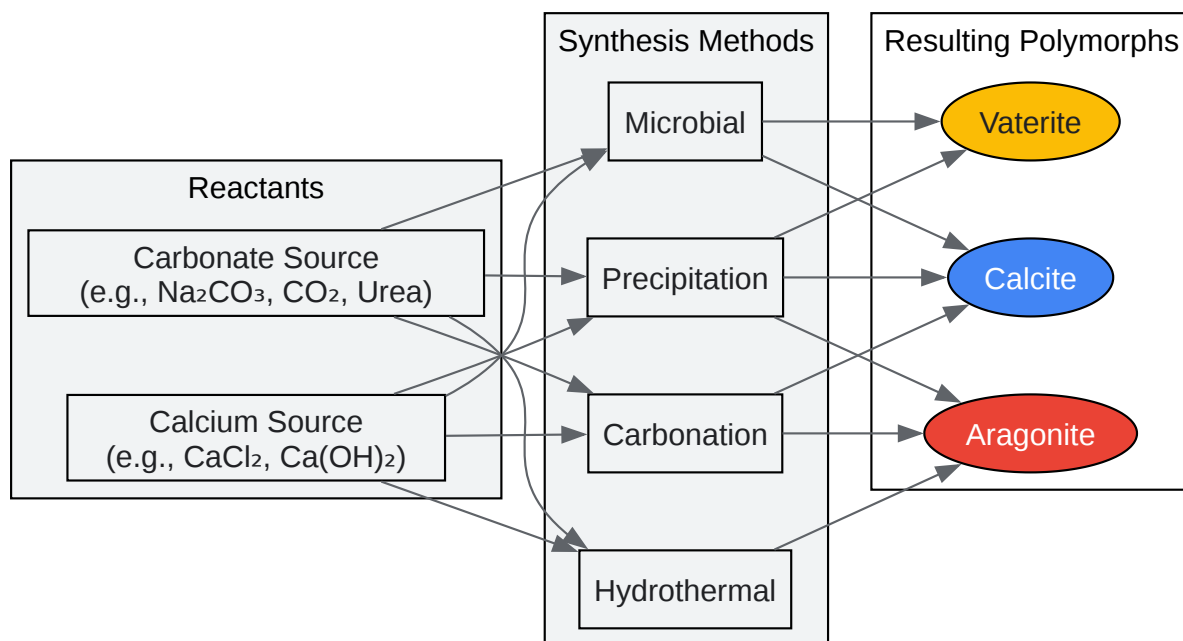 Reactants
Carbonate Source
(e.g., Na₂CO₃, CO₂, Urea)
Calcium Source
(e.g., CaCl₂, Ca(OH)₂)
Synthesis Methods
Microbial
Precipitation
Carbonation
Hydrothermal
Resulting Polymorphs
Vaterite
Calcite
Aragonite